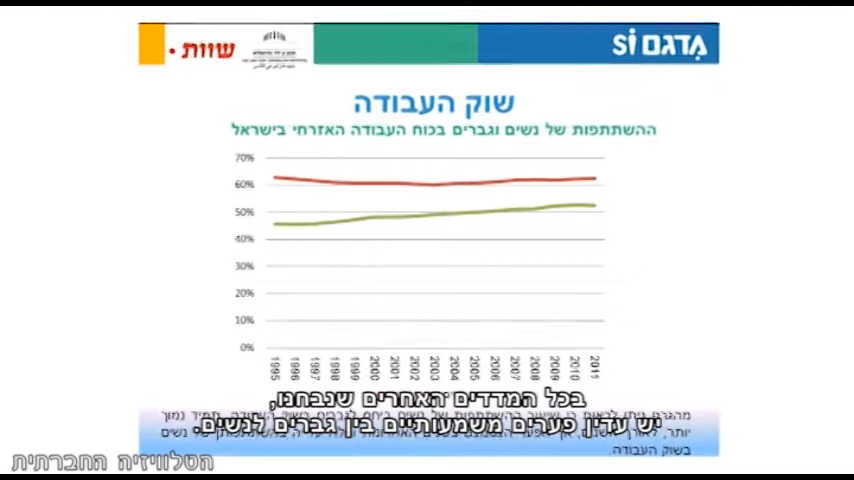 שוות •
מדגם Si
שוק העבודה
ההשתתפות של נשים וגברים בכוח העבודה האזרחי בישראל
70%
60%
50%
40%
30%
20%
10%
0%
1995 1996 1997 1998 1999 2000 2001 2002 2003 2004 2005 2006 2007 2008 2009 2010 2011
בכל המדדים האחרים שנבחנו,
יש עדין פערים משמעותיים בין גברים לנשים.
בשוק העבודה.
הטלוויזיה החברתית